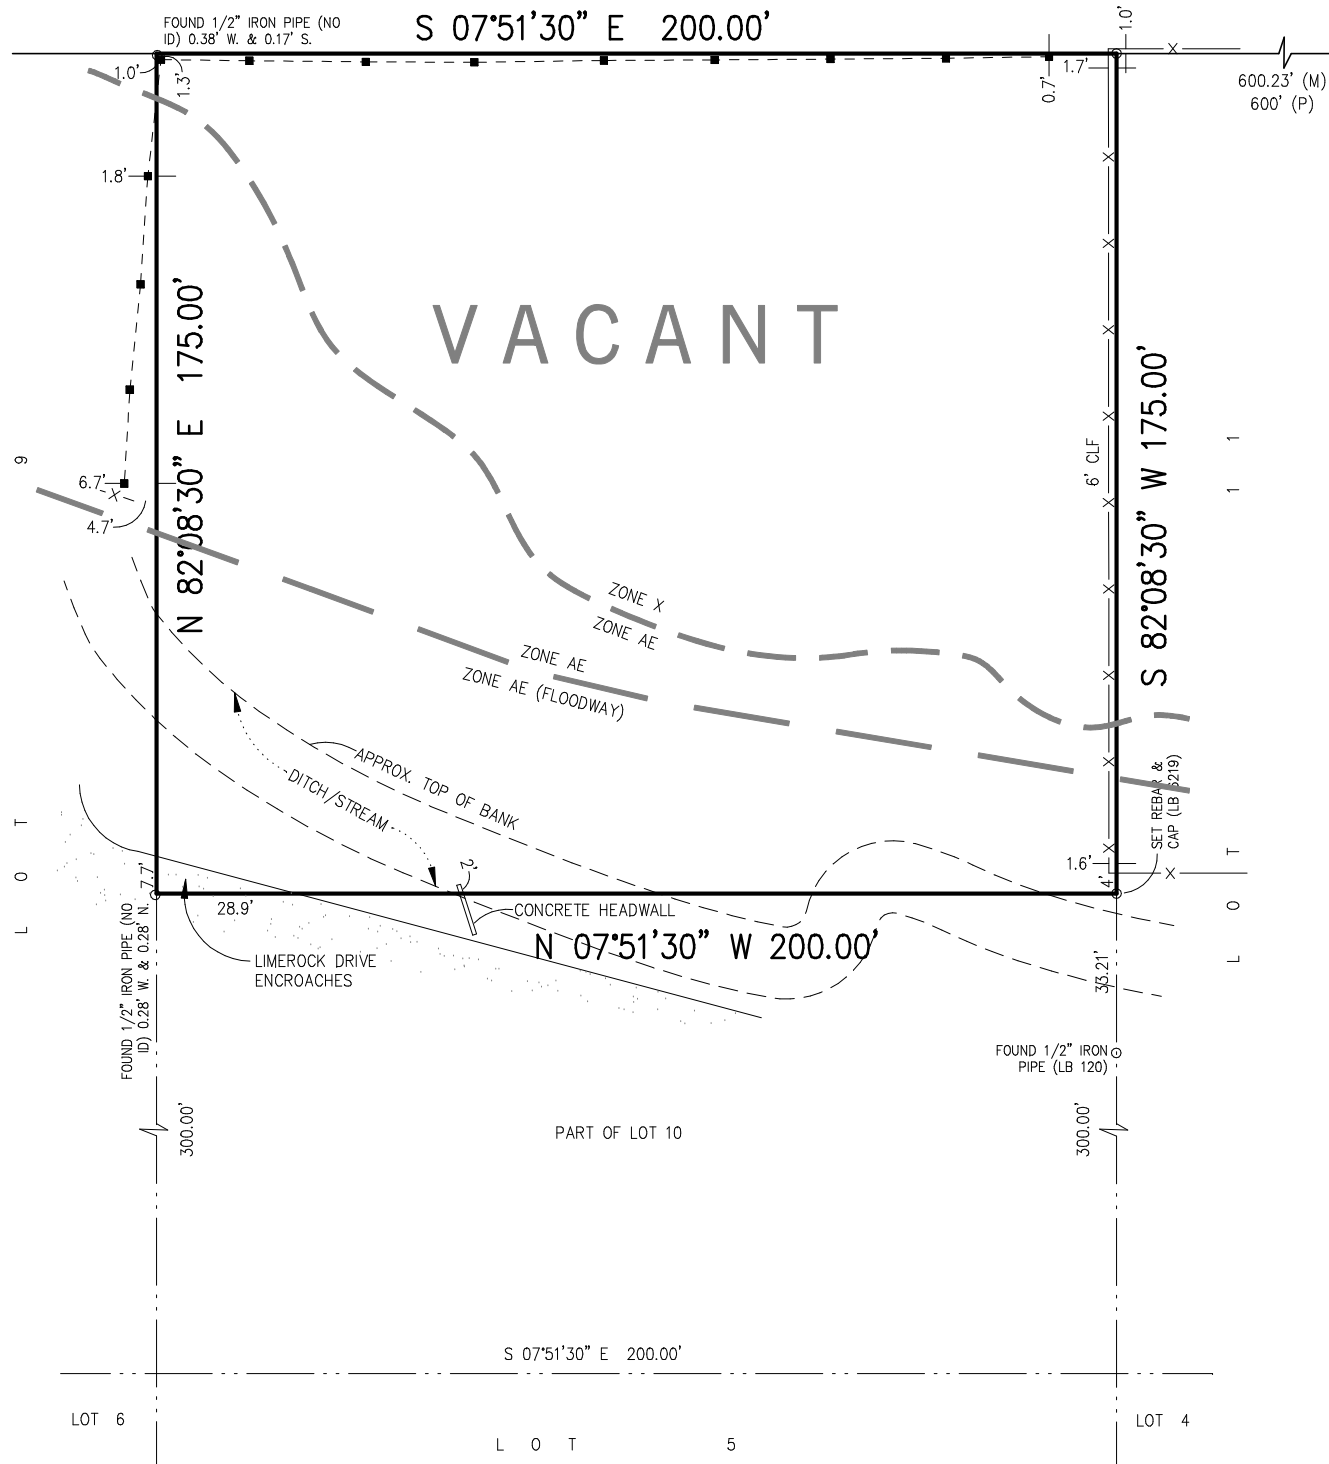 FOUND 1/2" IRON PIPE (NO
ID) 0.38' W. & 0.17' S.
S 07°51'30" E 200.00'
1.0'
1.0'
1.3'
0.7'
1.7'
600.23' (M)
600' (P)
1.8'
N 82°08'30" E 175.00'
VACANT
6' CLF
S 82°08'30" W 175.00'
LOT 9
LOT 11
6.7'
X
4.7'
ZONE X
ZONE AE
ZONE AE
ZONE AE (FLOODWAY)
APPROX. TOP OF BANK
DITCH/STREAM
SET REBAR &
CAP (LB 6219)
1.6'
4'
2'
7.7'
28.9'
CONCRETE HEADWALL
N 07°51'30" W 200.00'
LIMEROCK DRIVE
ENCROACHES
FOUND 1/2" IRON PIPE (NO
ID) 0.28' W. & 0.28' N.
33.21'
FOUND 1/2" IRON
PIPE (LB 120)
300.00'
PART OF LOT 10
300.00'
S 07°51'30" E 200.00'
LOT 6
LOT 5
LOT 4